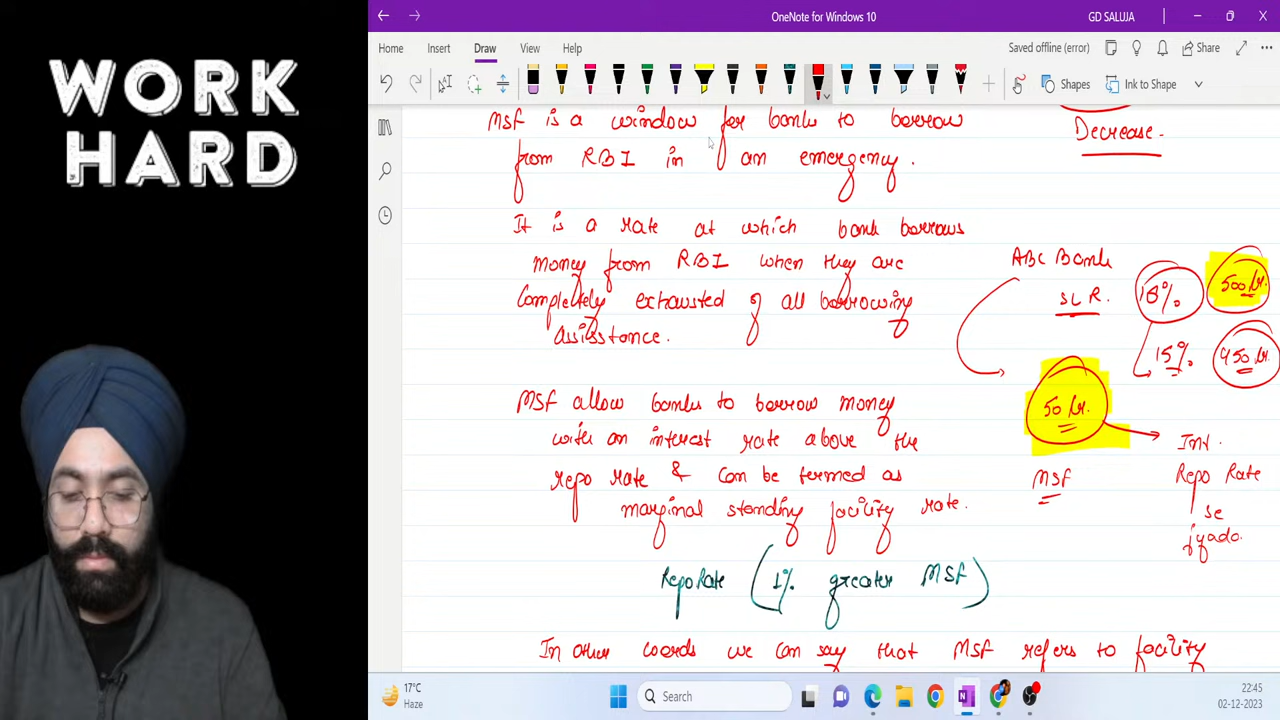 WORK
HARD
OneNote for Windows 10
GD SALUJA
Home Insert Draw View Help
Saved offline (error)
Share
Shapes
Ink to Shape
MSF is a window for banks to borrow
from RBI in an emergency.
It is a rate at which bank borrows
money from RBI when they are
completely exhausted of all borrowing
assisstance.
MSF allow banks to borrow money
with an interest rate above the
repo rate & can be termed as
marginal standing facility rate.
Repo Rate (1% greater MSF)
In other words we can say that MSF refers to facility
Decrease.
ABC Bank
SLR.
18%
500 Cr.
15%
450 Cr.
50 Cr.
MSF
Int.
Repo Rate
se
jyada.
17°C
Haze
Search
22:45
02-12-2023